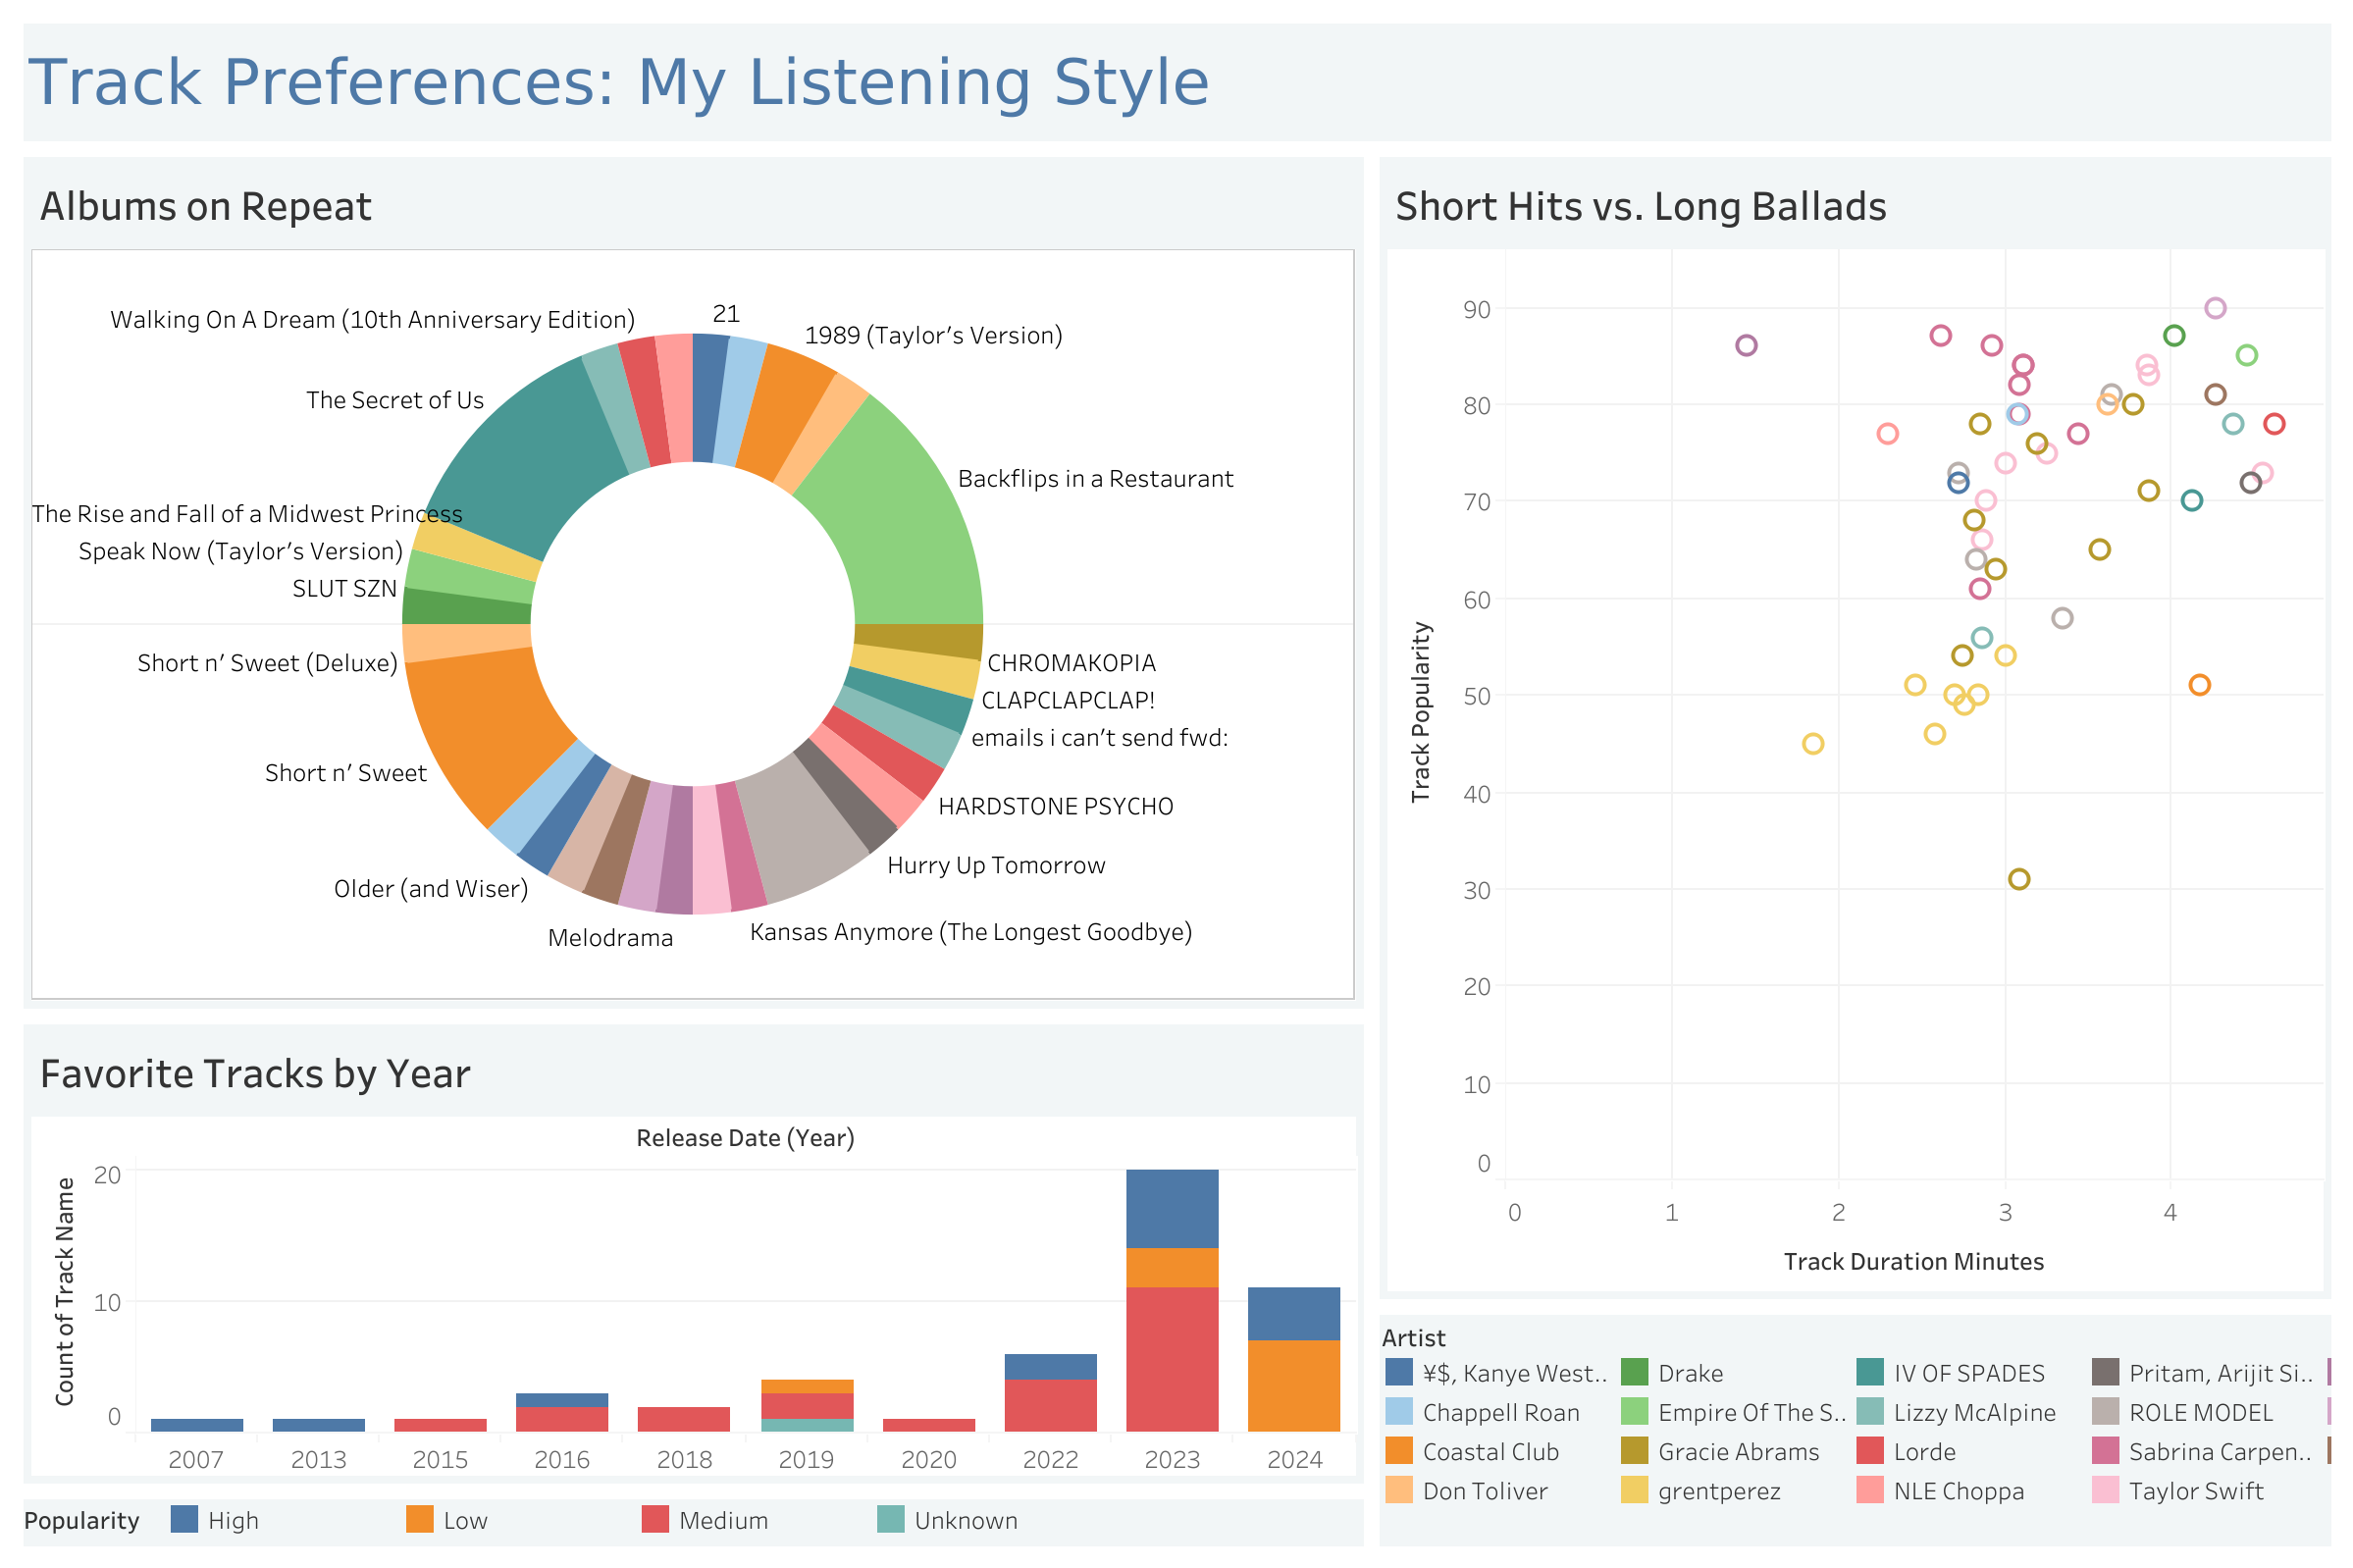 Track Preferences: My Listening Style
Albums on Repeat
Walking On A Dream (10th Anniversary Edition)
21
1989 (Taylor’s Version)
The Secret of Us
Backflips in a Restaurant
The Rise and Fall of a Midwest Princess
Speak Now (Taylor’s Version)
SLUT SZN
Short n’ Sweet (Deluxe)
CHROMAKOPIA
CLAPCLAPCLAP!
emails i can’t send fwd:
Short n’ Sweet
HARDSTONE PSYCHO
Hurry Up Tomorrow
Older (and Wiser)
Melodrama
Kansas Anymore (The Longest Goodbye)
Favorite Tracks by Year
Release Date (Year)
Count of Track Name
20
10
0
2007 2013 2015 2016 2018 2019 2020 2022 2023 2024
Popularity High Low Medium Unknown
Short Hits vs. Long Ballads
Track Popularity
90
80
70
60
50
40
30
20
10
0
0 1 2 3 4
Track Duration Minutes
Artist
¥$, Kanye West.. Drake IV OF SPADES Pritam, Arijit Si..
Chappell Roan Empire Of The S.. Lizzy McAlpine ROLE MODEL
Coastal Club Gracie Abrams Lorde Sabrina Carpen..
Don Toliver grentperez NLE Choppa Taylor Swift